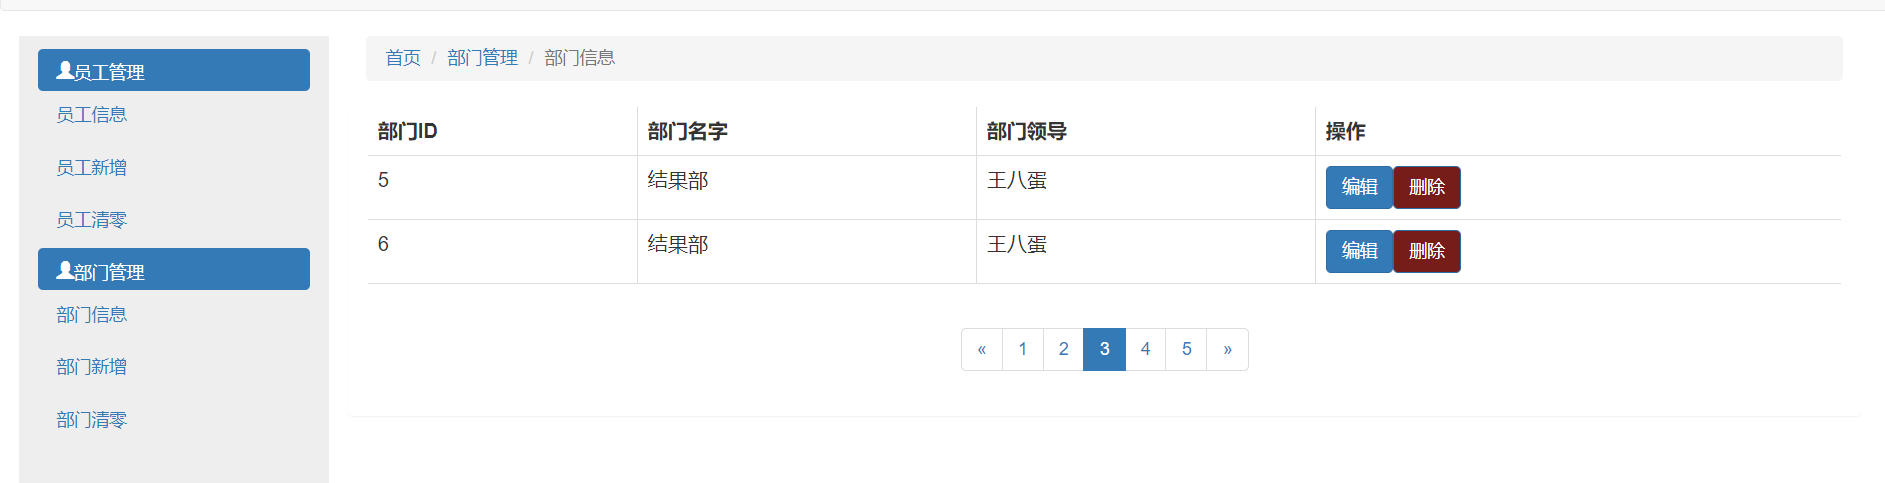 员工管理
员工信息
员工新增
员工清零
部门管理
部门信息
部门新增
部门清零
首页 / 部门管理 / 部门信息
部门ID 部门名字 部门领导 操作
5 结果部 王八蛋 编辑 删除
6 结果部 王八蛋 编辑 删除
« 1 2 3 4 5 »